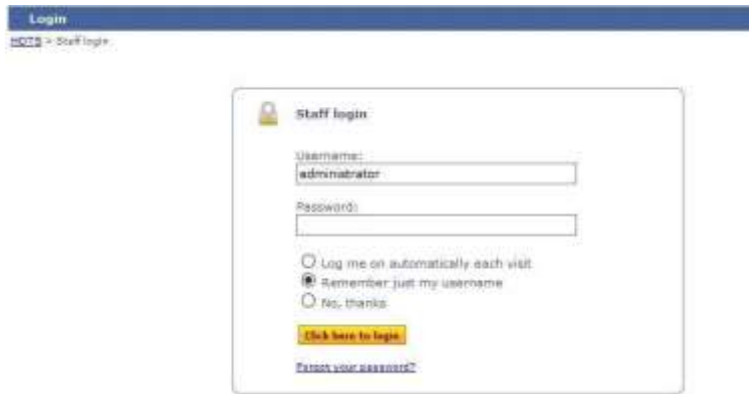 Login
HDTS > Staff login
Staff login
Username:
administrator
Password:
Log me on automatically each visit
Remember just my username
No, thanks
Click here to login
Forgot your password?